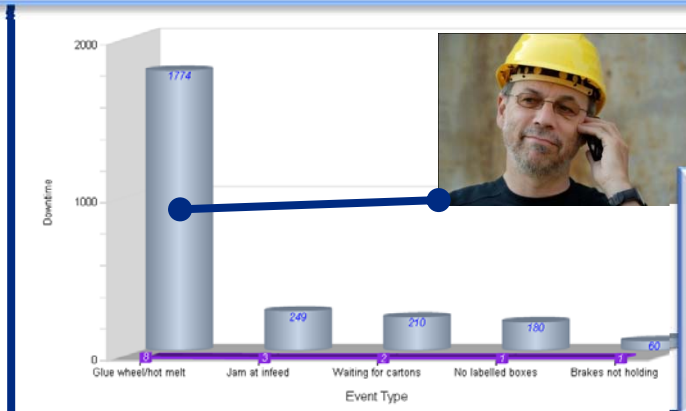 2000
1774
Downtime
1000
249
210
180
60
0
8
3
2
1
1
Glue wheel/hot melt
Jam at infeed
Waiting for cartons
No labelled boxes
Brakes not holding
Event Type